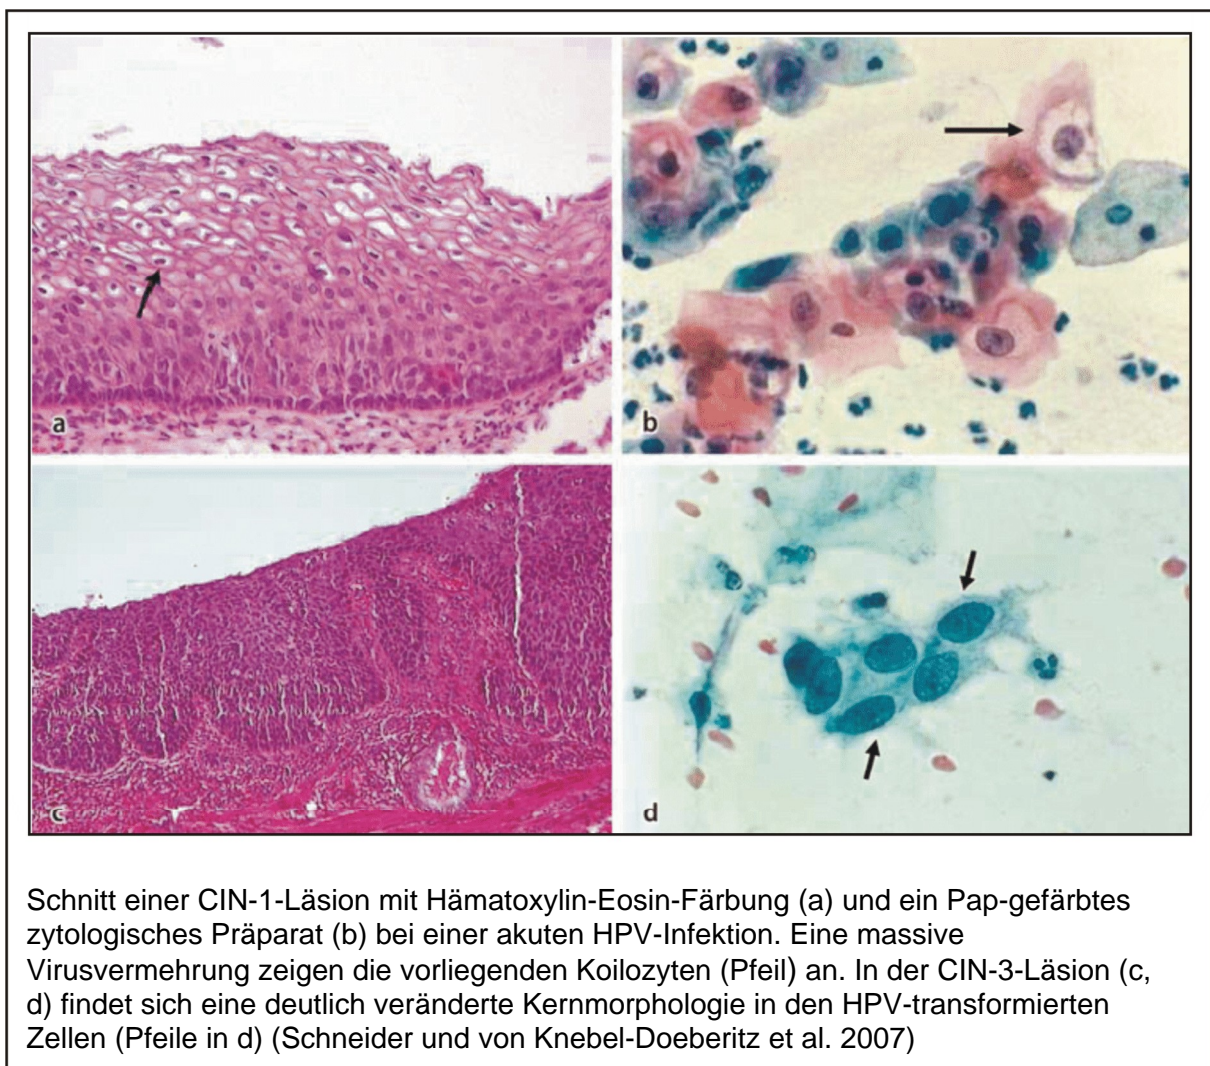 a
b
c
d
Schnitt einer CIN-1-Läsion mit Hämatoxylin-Eosin-Färbung (a) und ein Pap-gefärbtes
zytologisches Präparat (b) bei einer akuten HPV-Infektion. Eine massive
Virusvermehrung zeigen die vorliegenden Koilozyten (Pfeil) an. In der CIN-3-Läsion (c,
d) findet sich eine deutlich veränderte Kernmorphologie in den HPV-transformierten
Zellen (Pfeile in d) (Schneider und von Knebel-Doeberitz et al. 2007)